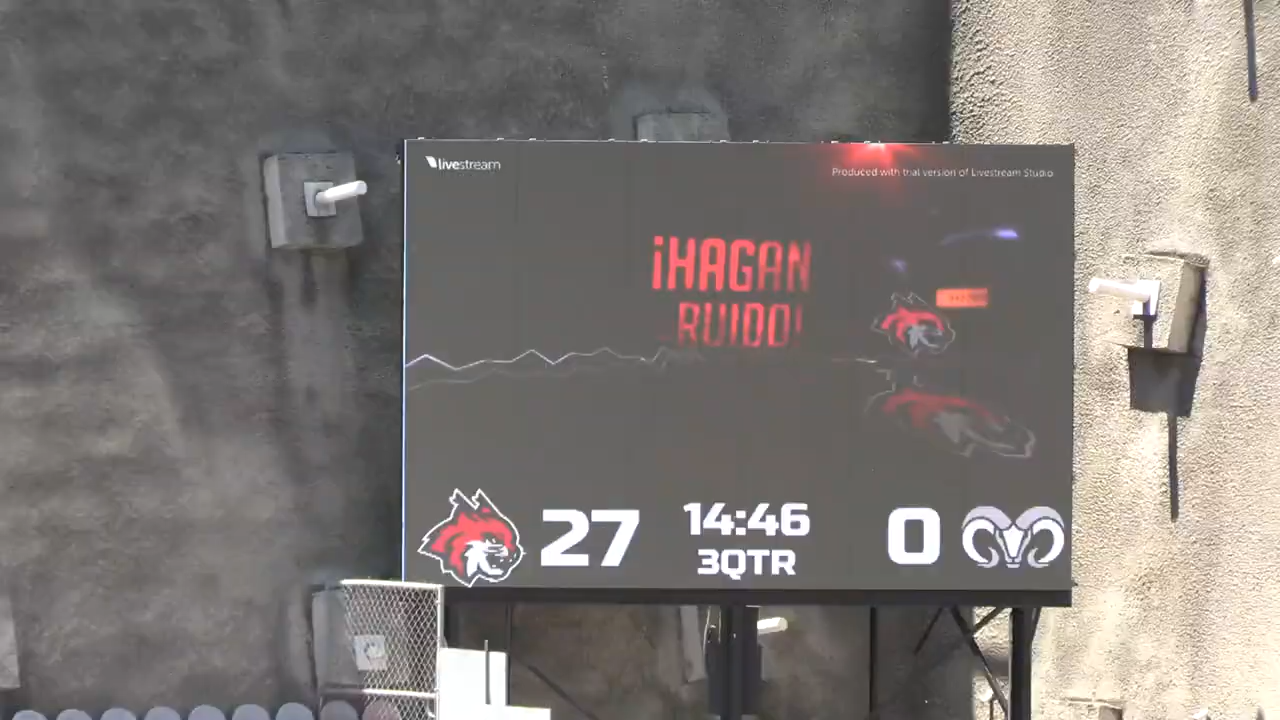 livestream
Produced with trial version of Livestream Studio
¡HAGAN
RUIDO!
27
14:46
0
3QTR